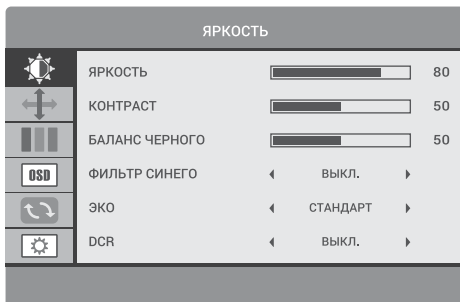 ЯРКОСТЬ
ЯРКОСТЬ 80
КОНТРАСТ 50
БАЛАНС ЧЕРНОГО 50
OSD
ФИЛЬТР СИНЕГО ВЫКЛ.
ЭКО СТАНДАРТ
DCR ВЫКЛ.